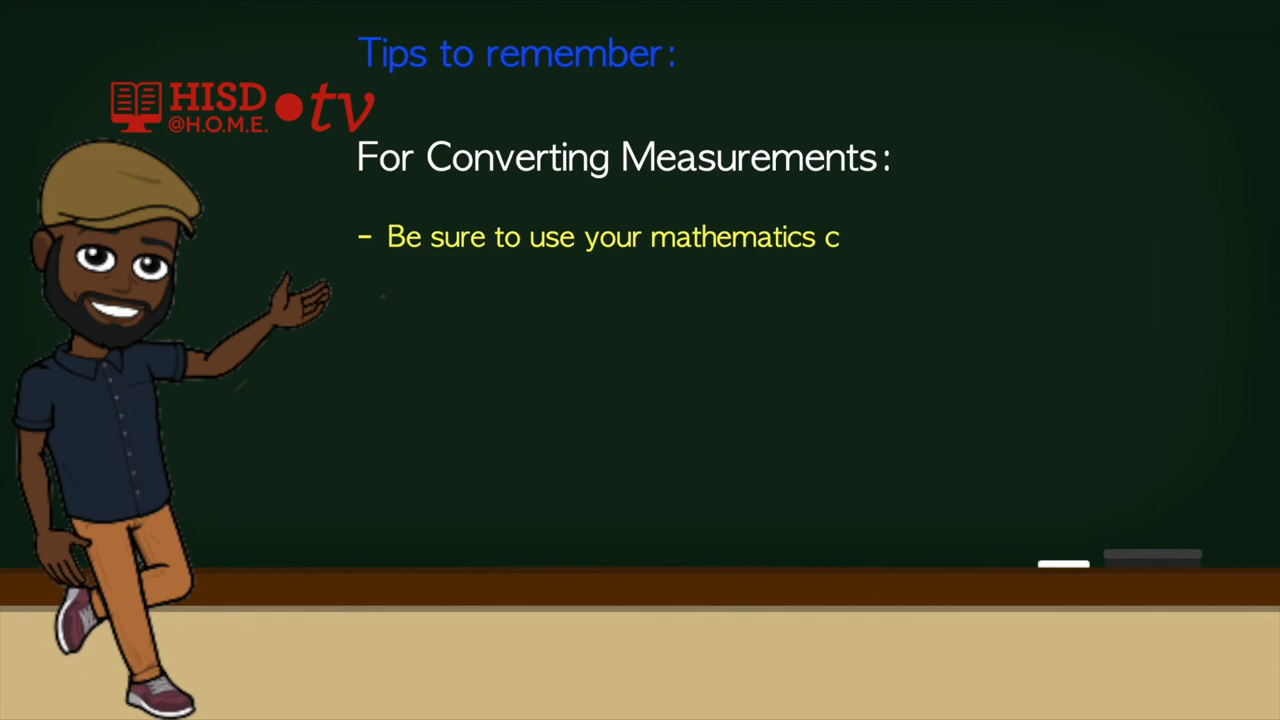 Tips to remember:
HISD
@H.O.M.E.
tv
For Converting Measurements:
- Be sure to use your mathematics c